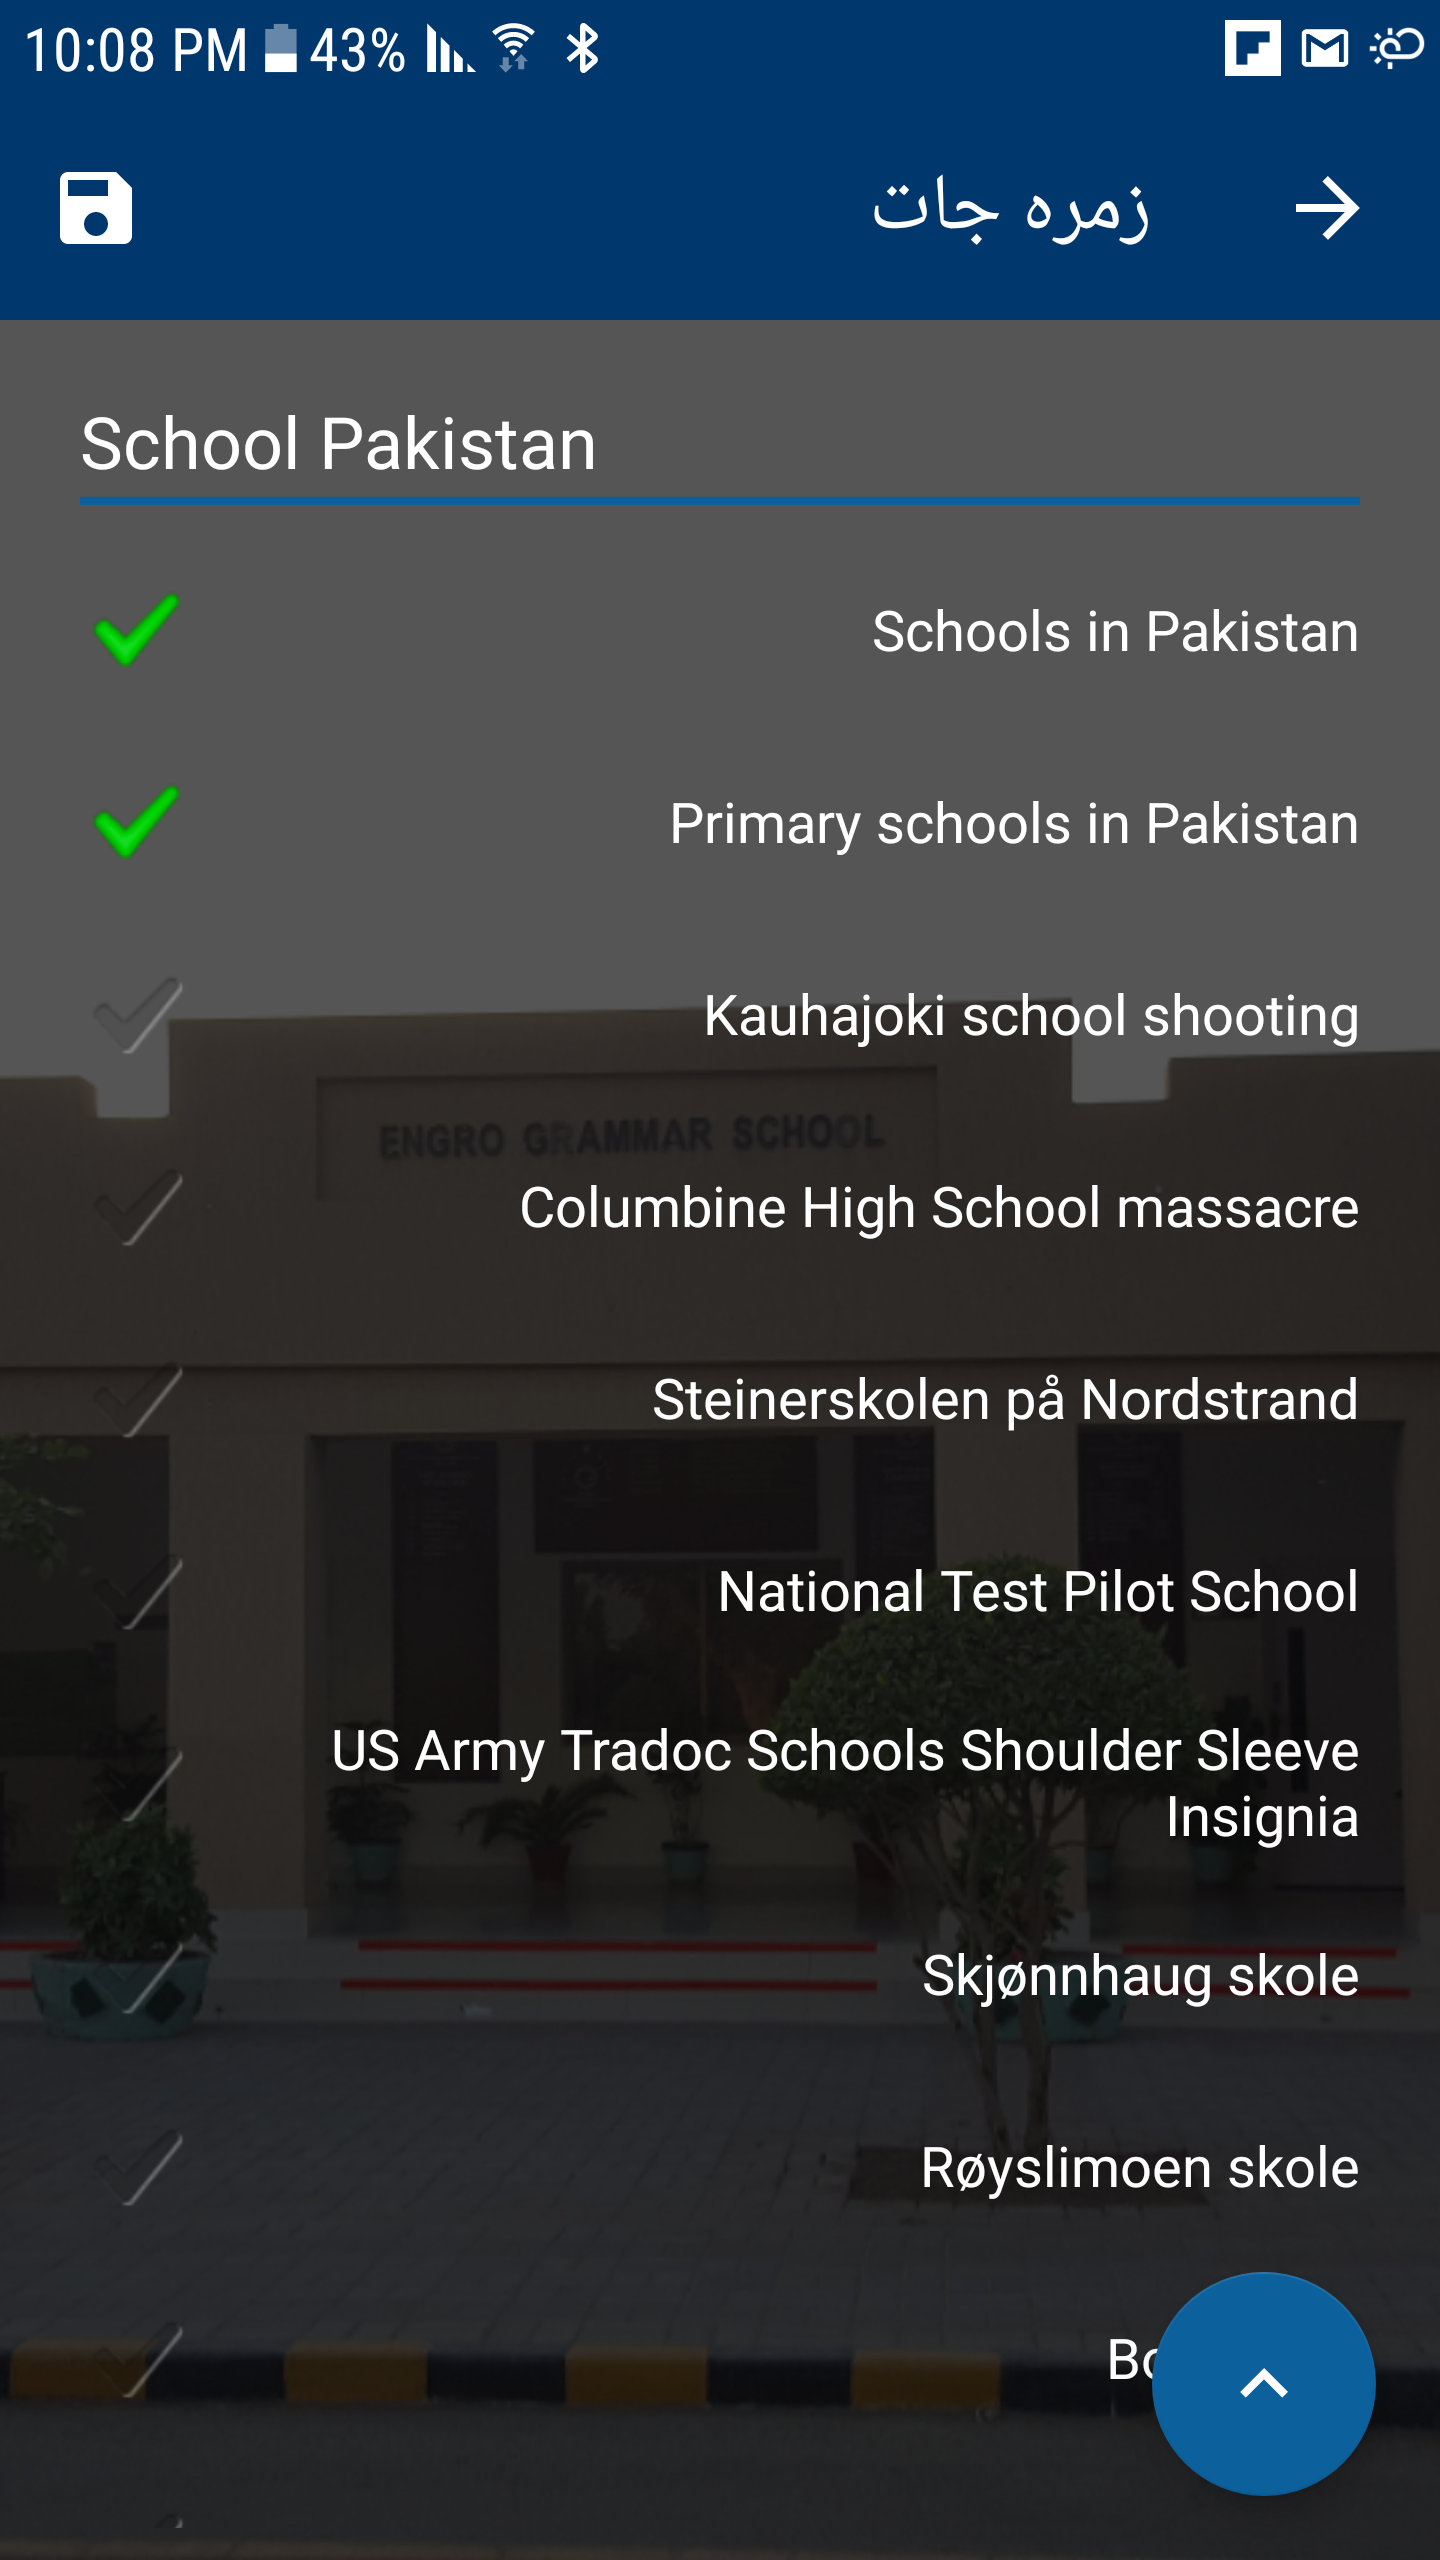 10:08 PM 43%
زمرہ جات
School Pakistan
Schools in Pakistan
Primary schools in Pakistan
Kauhajoki school shooting
ENGRO GRAMMAR SCHOOL
Columbine High School massacre
Steinerskolen på Nordstrand
National Test Pilot School
US Army Tradoc Schools Shoulder Sleeve
Insignia
Skjønnhaug skole
Røyslimoen skole